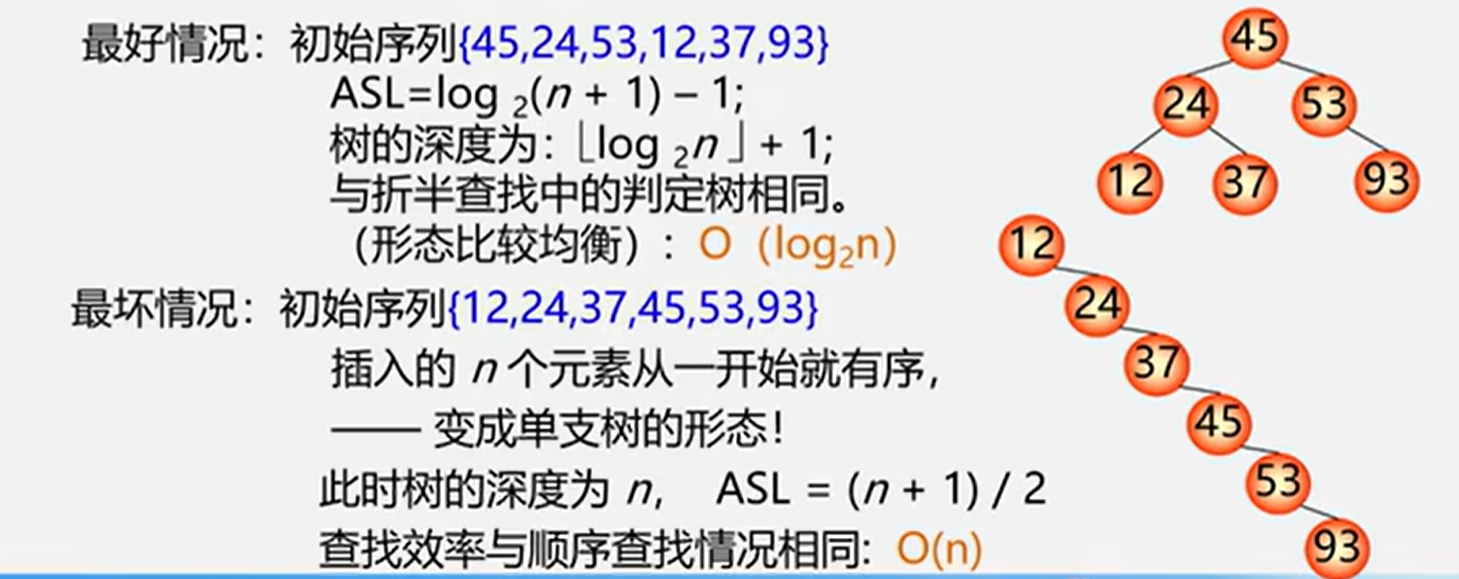 最好情况：初始序列{45,24,53,12,37,93}
ASL=log ₂(n + 1) – 1;
树的深度为：⌊log ₂n ⌋ + 1;
与折半查找中的判定树相同。
（形态比较均衡）：O（log₂n)
45
24
53
12
37
93
最坏情况：初始序列{12,24,37,45,53,93}
插入的 n 个元素从一开始就有序，
—— 变成单支树的形态！
此时树的深度为 n, ASL = (n + 1) / 2
查找效率与顺序查找情况相同: O(n)
12
24
37
45
53
93